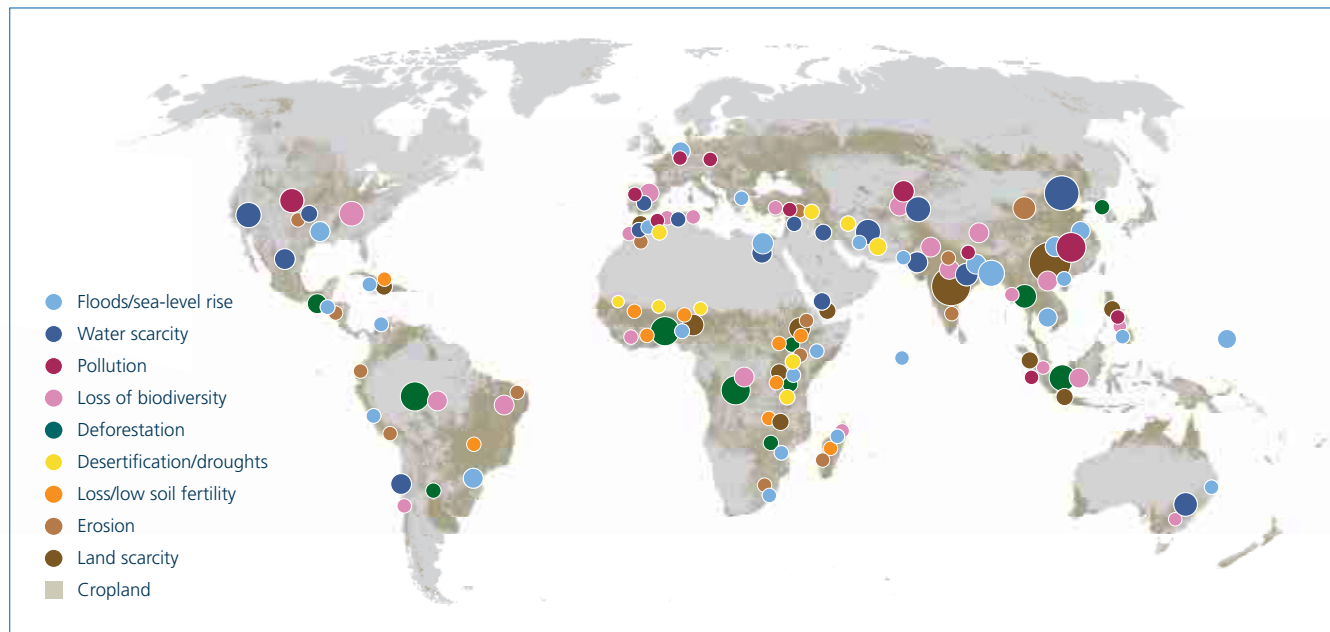 Floods/sea-level rise
Water scarcity
Pollution
Loss of biodiversity
Deforestation
Desertification/droughts
Loss/low soil fertility
Erosion
Land scarcity
Cropland